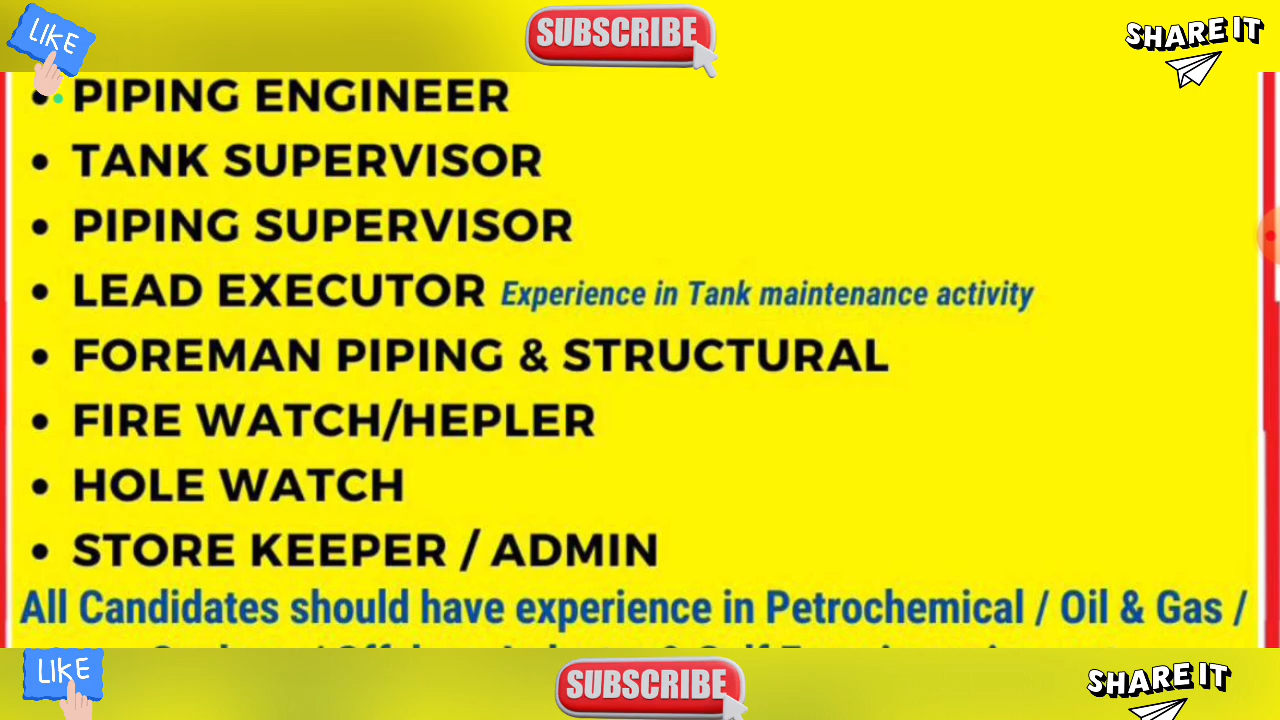 LIKE
SUBSCRIBE
SHARE IT
• PIPING ENGINEER
• TANK SUPERVISOR
• PIPING SUPERVISOR
• LEAD EXECUTOR Experience in Tank maintenance activity
• FOREMAN PIPING & STRUCTURAL
• FIRE WATCH/HEPLER
• HOLE WATCH
• STORE KEEPER / ADMIN
All Candidates should have experience in Petrochemical / Oil & Gas /
LIKE
SUBSCRIBE
SHARE IT